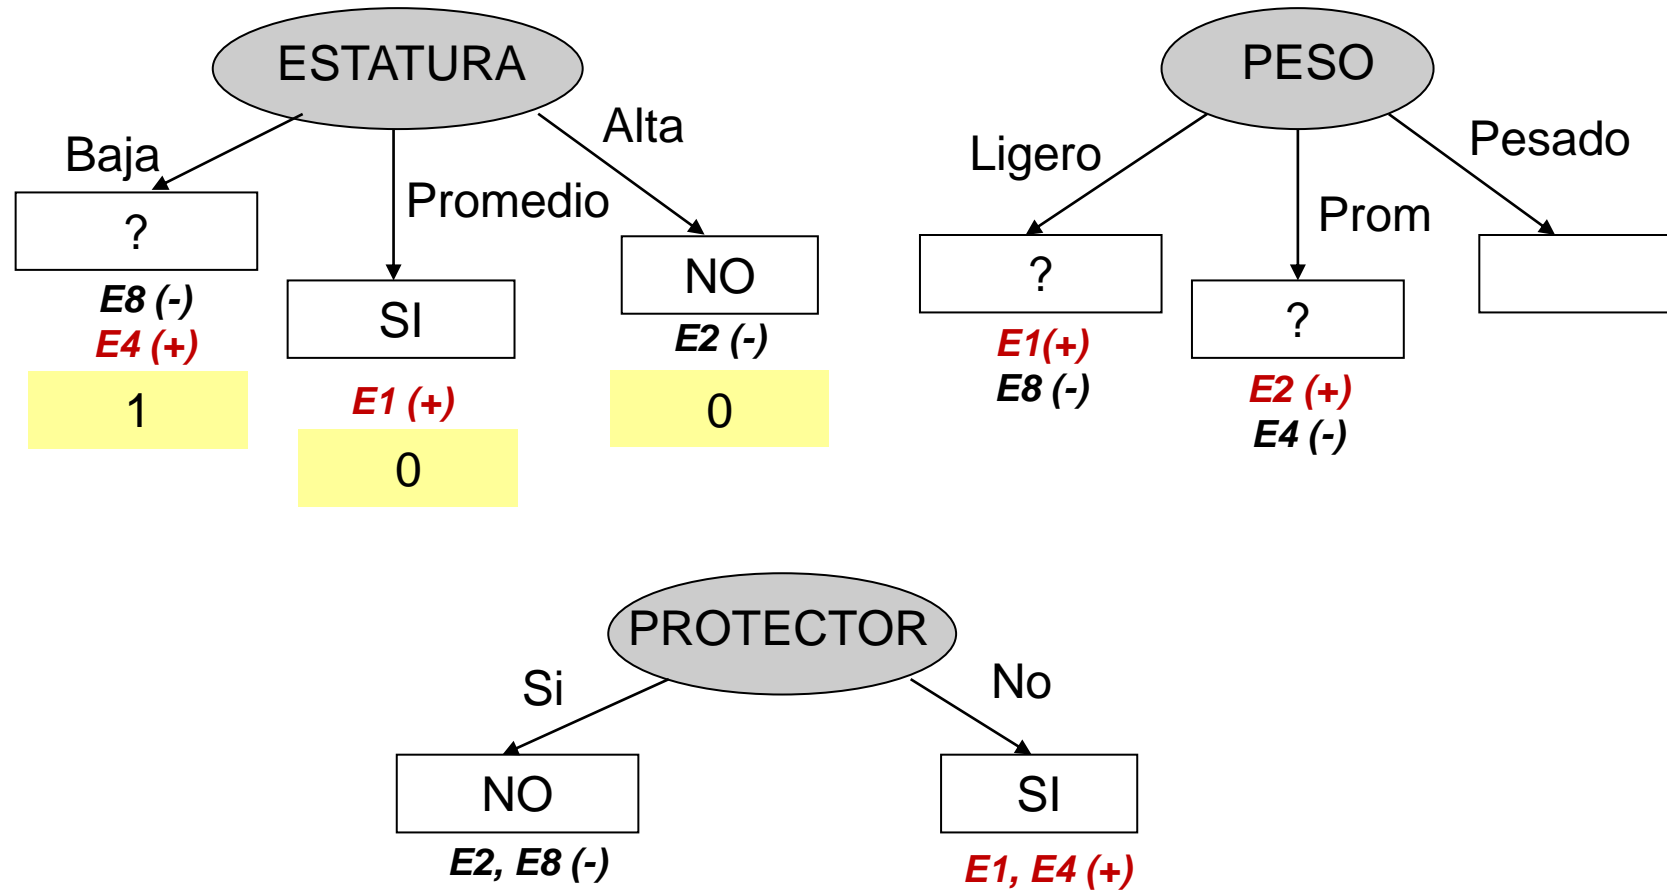 ESTATURA
Baja
Promedio
Alta
?
E8 (-)
E4 (+)
1
SI
E1 (+)
0
NO
E2 (-)
0
PESO
Ligero
Prom
Pesado
?
E1(+)
E8 (-)
?
E2 (+)
E4 (-)
PROTECTOR
Si
No
NO
E2, E8 (-)
SI
E1, E4 (+)